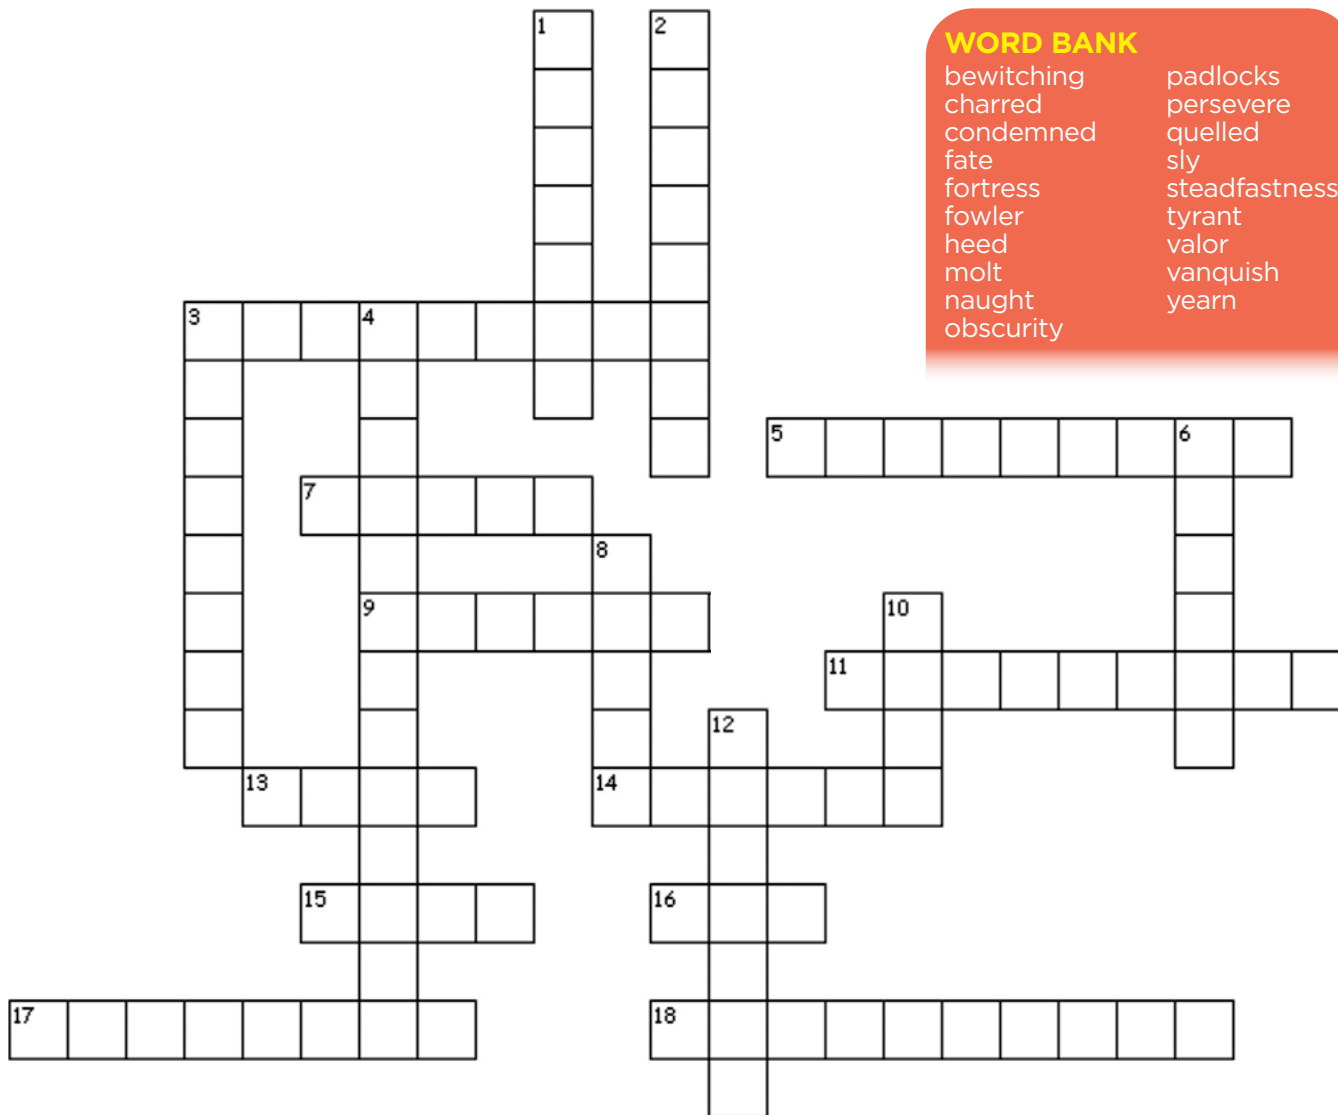 1
2
WORD BANK
bewitching
charred
condemned
fate
fortress
fowler
heed
molt
naught
obscurity
padlocks
persevere
quelled
sly
steadfastness
tyrant
valor
vanquish
yearn
3
4
5
6
7
8
9
10
11
12
13
14
15
16
17
18